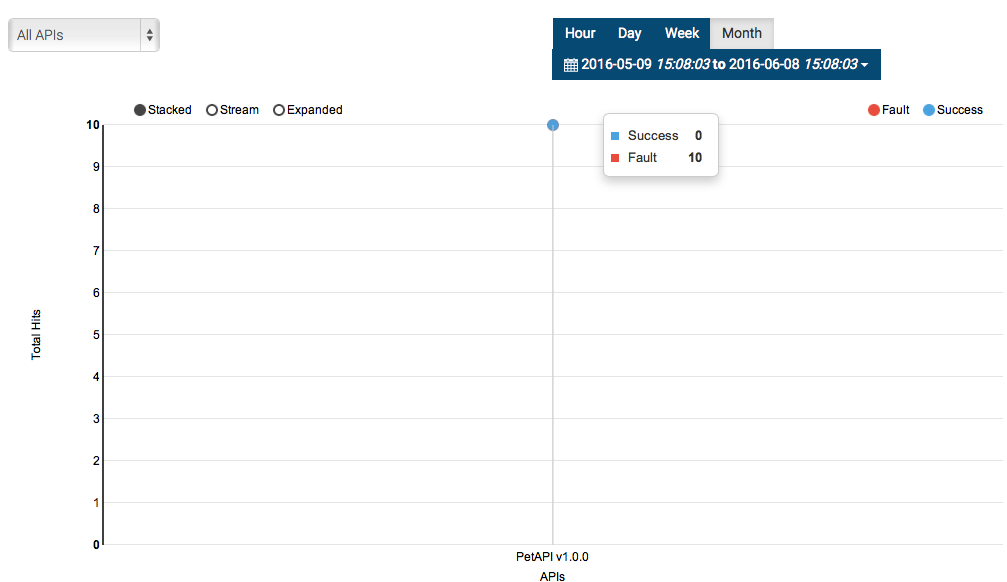 All APIs
Hour Day Week Month
2016-05-09 15:08:03 to 2016-06-08 15:08:03
Stacked Stream Expanded
Fault Success
Success 0
Fault 10
10
9
8
7
6
5
4
3
2
1
0
Total Hits
PetAPI v1.0.0
APIs